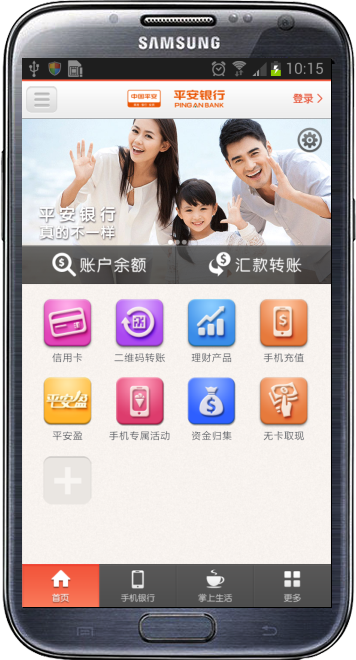 SAMSUNG
10:15
中国平安
平安银行
PING AN BANK
登录
平安银行
真的不一样
账户余额
汇款转账
信用卡
二维码转账
理财产品
手机充值
平安盈
平安盈
手机专属活动
资金归集
无卡取现
首页
手机银行
掌上生活
更多